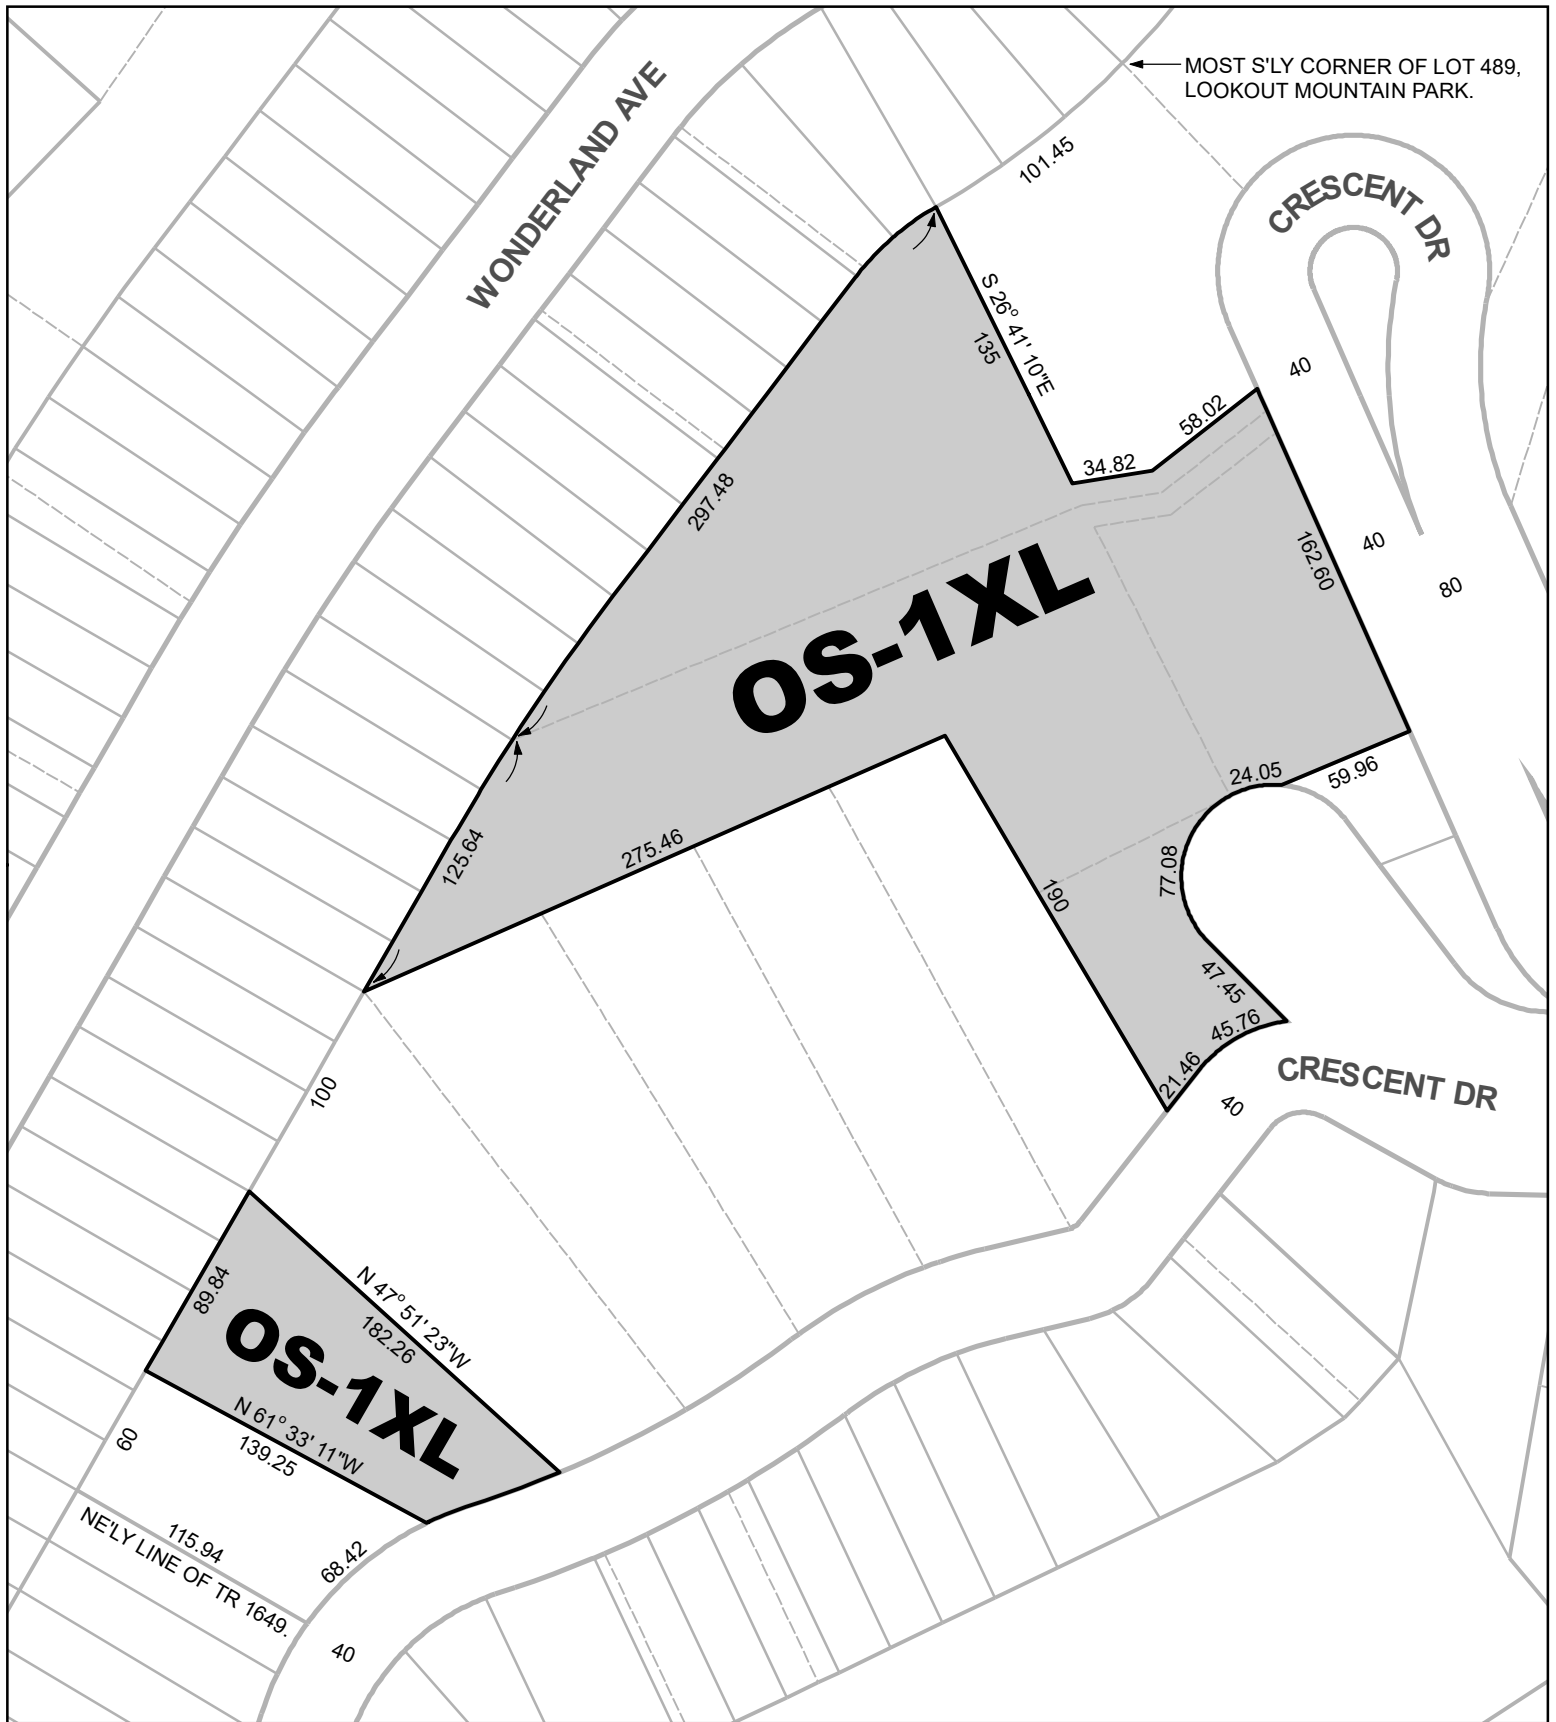 MOST S'LY CORNER OF LOT 489,
LOOKOUT MOUNTAIN PARK.
WONDERLAND AVE
101.45
CRESCENT DR
S 26° 41' 10"E
135
40
58.02
34.82
297.48
162.60
40
80
OS-1XL
24.05
59.96
125.64
275.46
77.08
190
47.45
45.76
21.46
CRESCENT DR
40
100
89.84
N 47° 51' 23"W
182.26
OS-1XL
N 61° 33' 11"W
139.25
60
115.94
NE'LY LINE OF TR 1649.
68.42
40